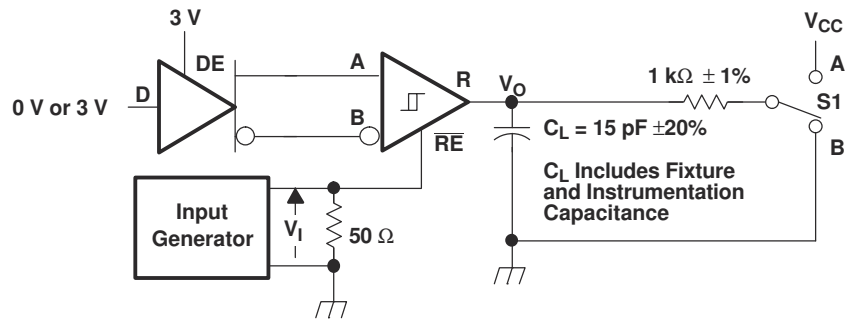 3 V
DE
A
R
V_O
1 kΩ ± 1%
V_CC
A
S1
0 V or 3 V
D
B
R̅E̅
C_L = 15 pF ±20%
B
C_L Includes Fixture
and Instrumentation
Capacitance
Input
Generator
V_I
50 Ω